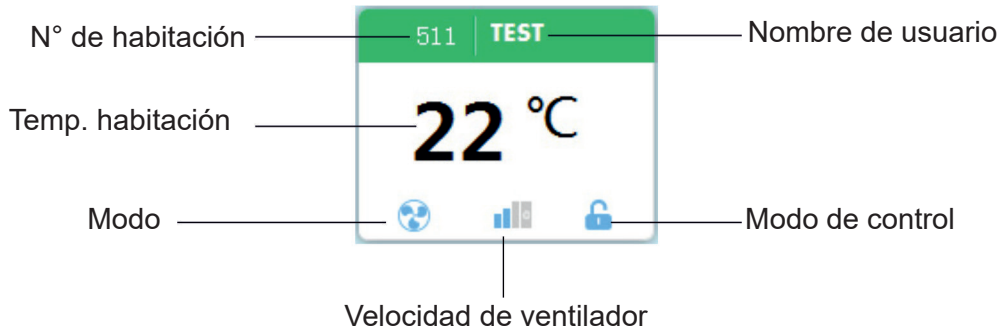 N° de habitación
511
TEST
Nombre de usuario
Temp. habitación
22 °C
Modo
Modo de control
Velocidad de ventilador